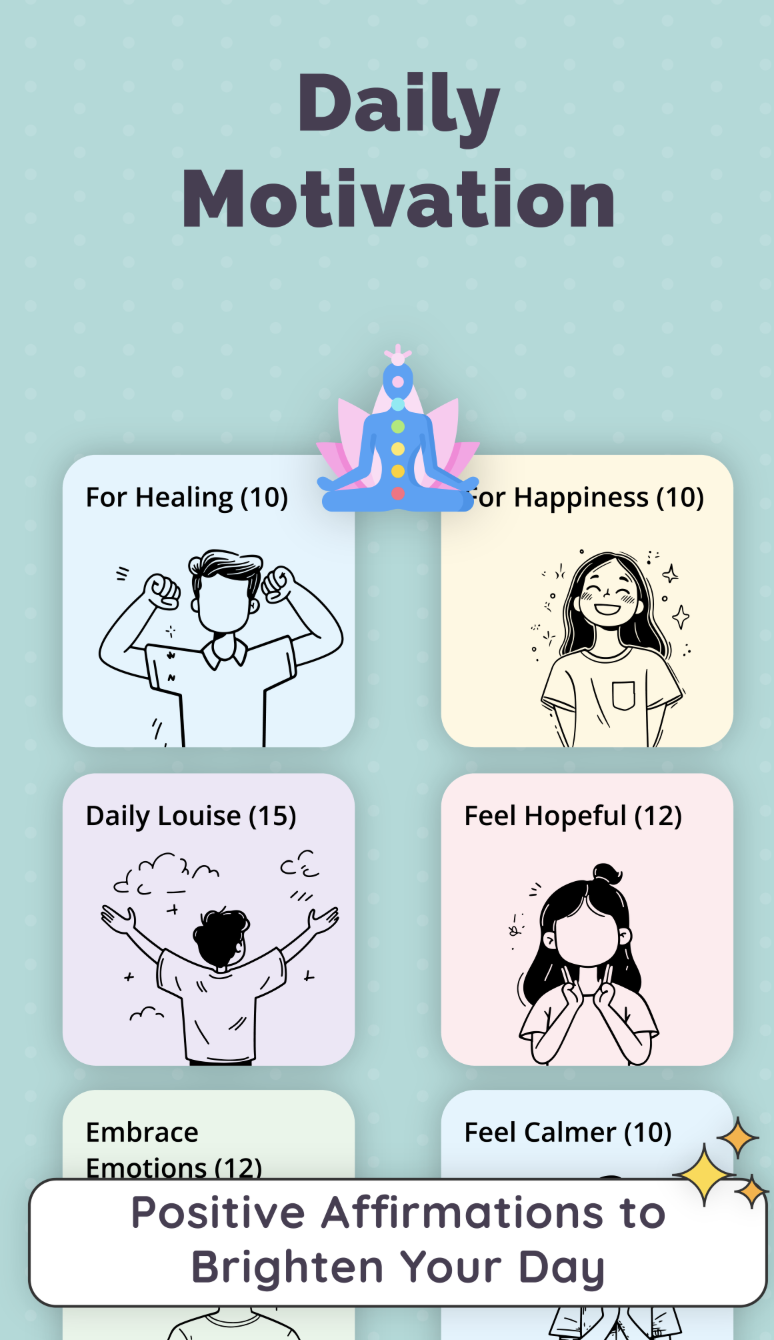 Daily
Motivation
For Healing (10)
For Happiness (10)
Daily Louise (15)
Feel Hopeful (12)
Embrace
Emotions (12)
Feel Calmer (10)
Positive Affirmations to
Brighten Your Day